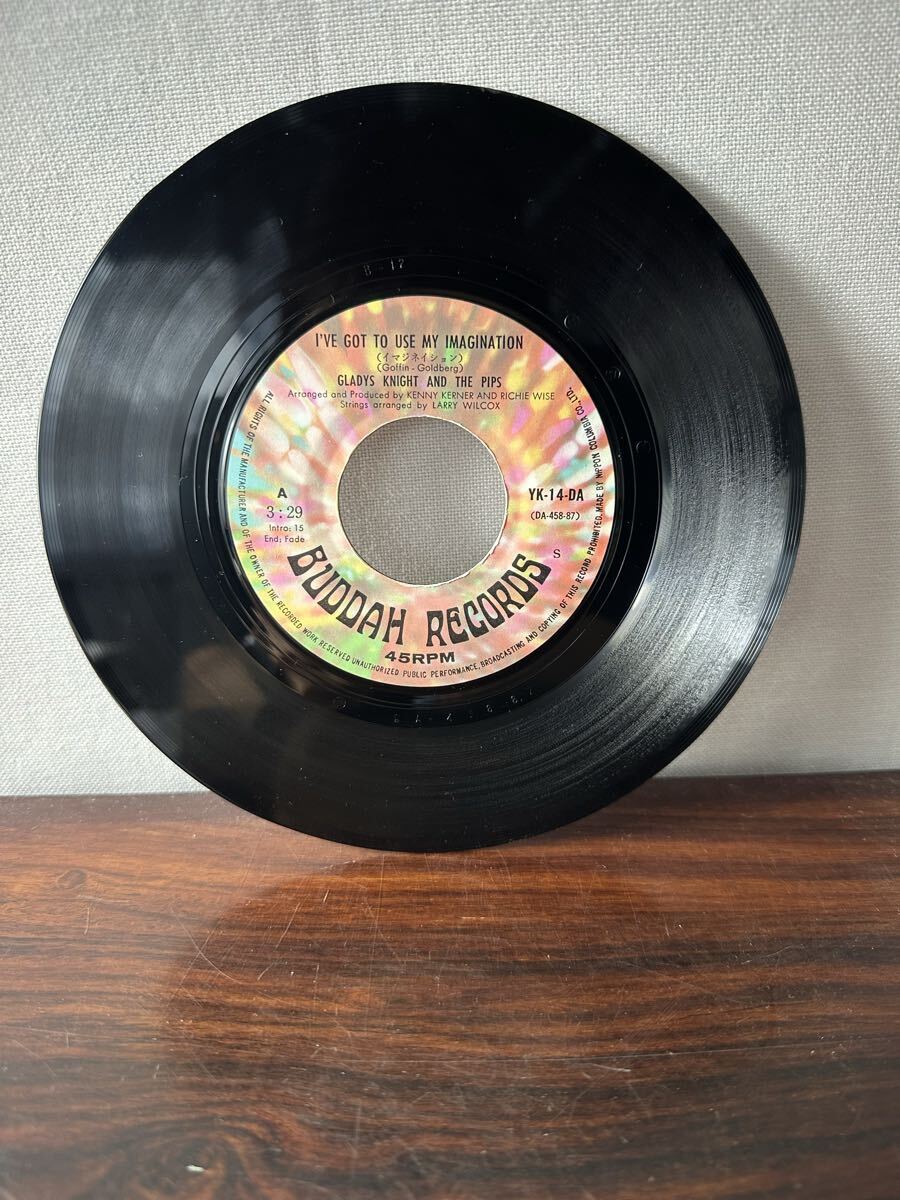 B-17
I'VE GOT TO USE MY IMAGINATION
(イマジネイション)
(Goffin - Goldberg)
GLADYS KNIGHT AND THE PIPS
Arranged and Produced by KENNY KERNER AND RICHIE WISE
Strings arranged by LARRY WILCOX
A
3:29
Intro: 15
End: Fade
YK-14-DA
(DA-458-87)
S
BUDDAH RECORDS
45RPM
ALL RIGHTS OF THE MANUFACTURER AND OF THE OWNER OF THE RECORDED WORK RESERVED UNAUTHORIZED PUBLIC PERFORMANCE, BROADCASTING AND COPYING OF THIS RECORD PROHIBITED. MADE BY NIPPON COLUMBIA CO., LTD.